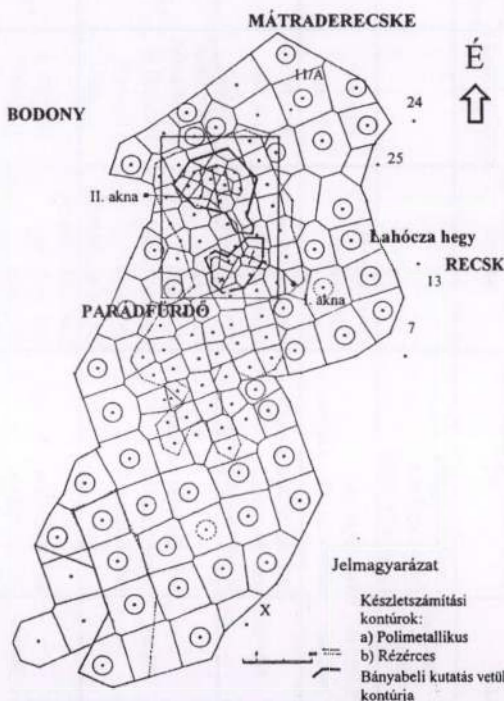 MÁTRADERECSKE
É
11/A
24
BODONY
25
II. akna
Lahócza hegy
RECSK
13
I. akna
PARÁDFÜRDŐ
7
Jelmagyarázat
X
Készletszámítási
kontúrok:
a) Polimetallikus
b) Rézérces
Bányabeli kutatás vetül
kontúrja